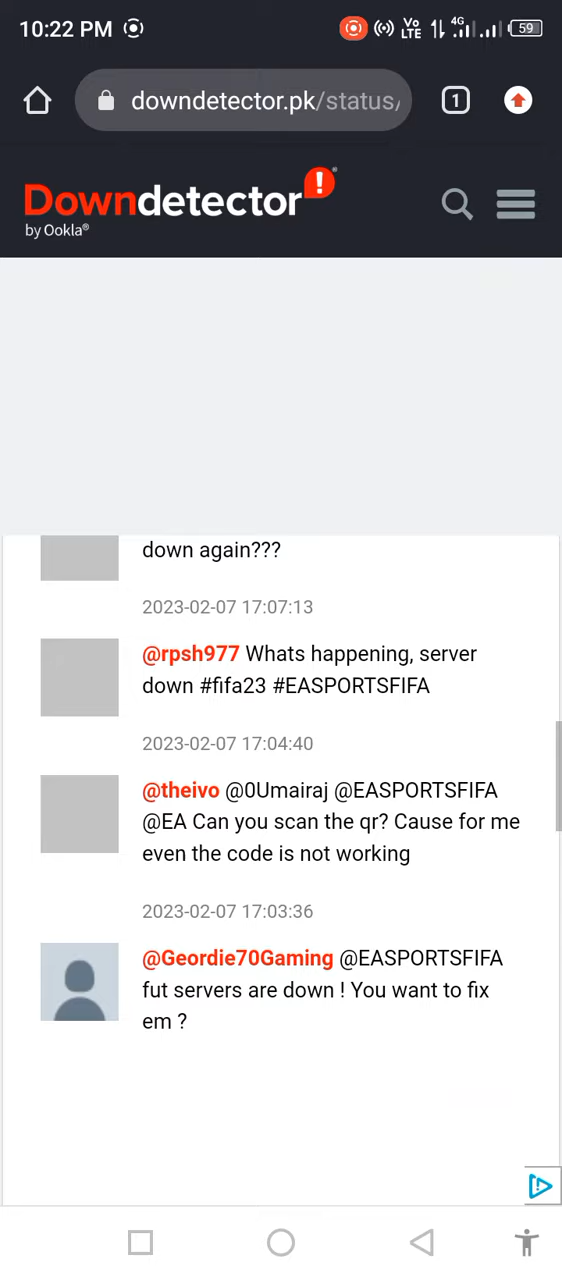 10:22 PM
Vo
LTE
4G
59
downdetector.pk/status,
1
Downdetector!
by Ookla®
down again???
2023-02-07 17:07:13
@rpsh977 Whats happening, server
down #fifa23 #EASPORTSFIFA
2023-02-07 17:04:40
@theivo @0Umairaj @EASPORTSFIFA
@EA Can you scan the qr? Cause for me
even the code is not working
2023-02-07 17:03:36
@Geordie70Gaming @EASPORTSFIFA
fut servers are down ! You want to fix
em ?